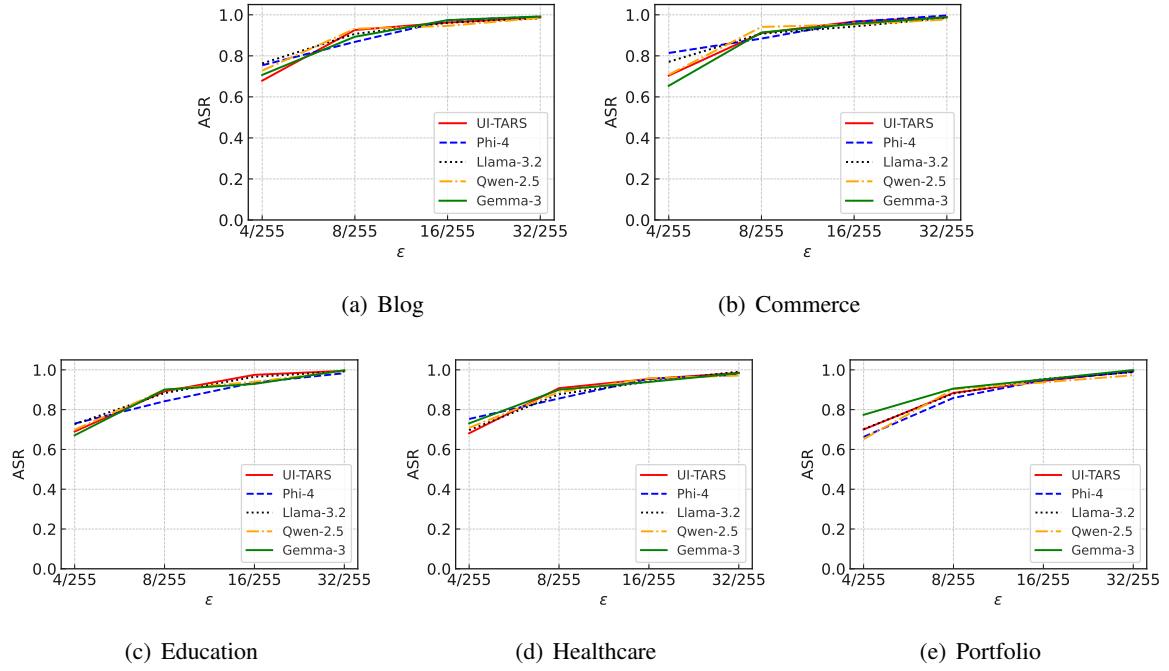 1.0
0.8
0.6
0.4
0.2
0.0
ASR
4/255 8/255 16/255 32/255
ε
UI-TARS
Phi-4
Llama-3.2
Qwen-2.5
Gemma-3
(a) Blog
1.0
0.8
0.6
0.4
0.2
0.0
ASR
4/255 8/255 16/255 32/255
ε
UI-TARS
Phi-4
Llama-3.2
Qwen-2.5
Gemma-3
(b) Commerce
1.0
0.8
0.6
0.4
0.2
0.0
ASR
4/255 8/255 16/255 32/255
ε
UI-TARS
Phi-4
Llama-3.2
Qwen-2.5
Gemma-3
(c) Education
1.0
0.8
0.6
0.4
0.2
0.0
ASR
4/255 8/255 16/255 32/255
ε
UI-TARS
Phi-4
Llama-3.2
Qwen-2.5
Gemma-3
(d) Healthcare
1.0
0.8
0.6
0.4
0.2
0.0
ASR
4/255 8/255 16/255 32/255
ε
UI-TARS
Phi-4
Llama-3.2
Qwen-2.5
Gemma-3
(e) Portfolio